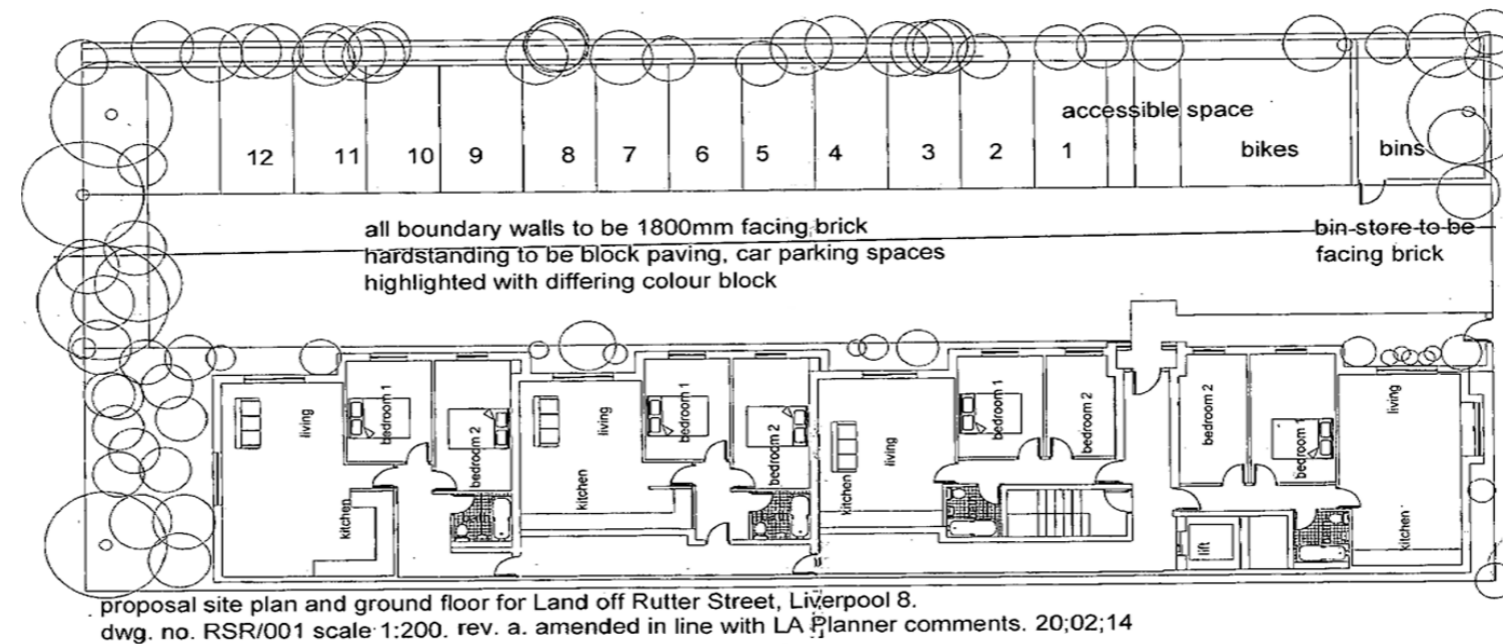 accessible space
12 11 10 9 8 7 6 5 4 3 2 1 bikes bins
all boundary walls to be 1800mm facing brick
hardstanding to be block paving, car parking spaces
highlighted with differing colour block
bin-store-to-be
facing brick
living
kitchen
bedroom 1
bedroom 2
living
kitchen
bedroom 1
bedroom 2
living
kitchen
bedroom 1
bedroom 2
bedroom 2
bedroom 1
living
kitchen
lift
proposal site plan and ground floor for Land off Rutter Street, Liverpool 8.
dwg. no. RSR/001 scale 1:200. rev. a. amended in line with LA Planner comments. 20;02;14